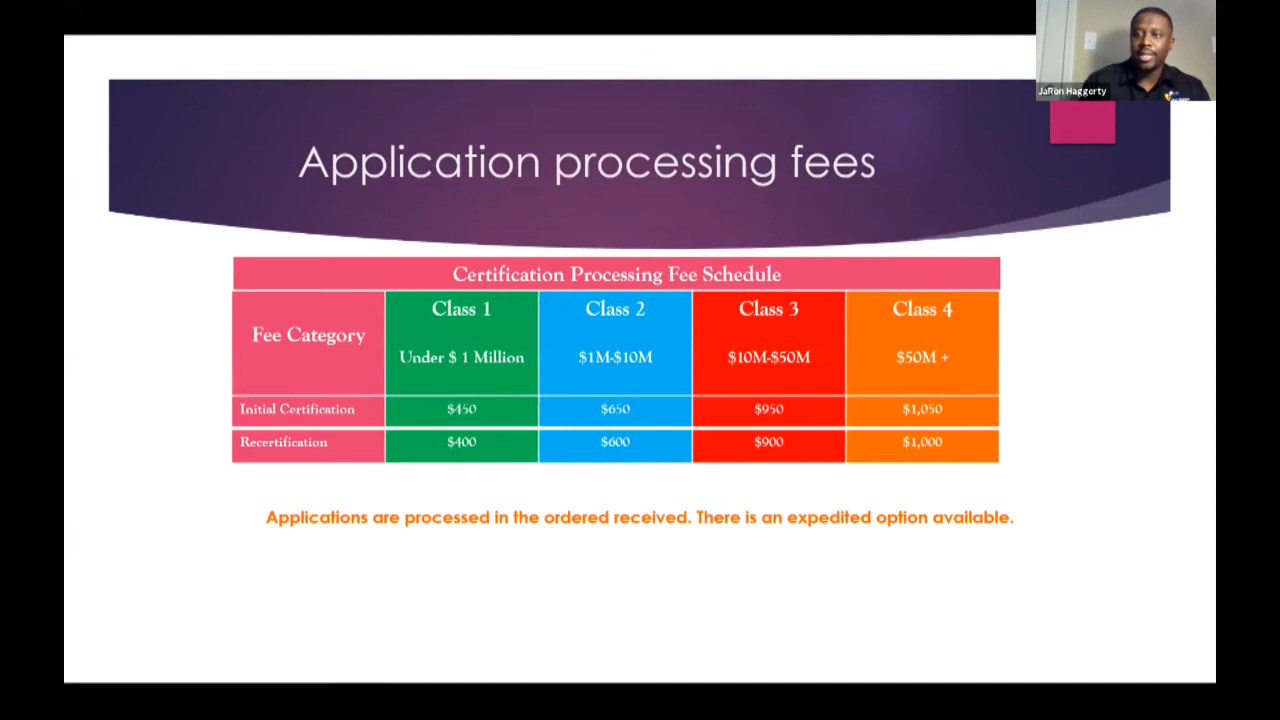 JaRon Haggerty
Application processing fees
Certification Processing Fee Schedule
Fee Category
Class 1
Under $ 1 Million
Class 2
$1M-$10M
Class 3
$10M-$50M
Class 4
$50M +
Initial Certification
$450
$650
$950
$1,050
Recertification
$400
$600
$900
$1,000
Applications are processed in the ordered received. There is an expedited option available.